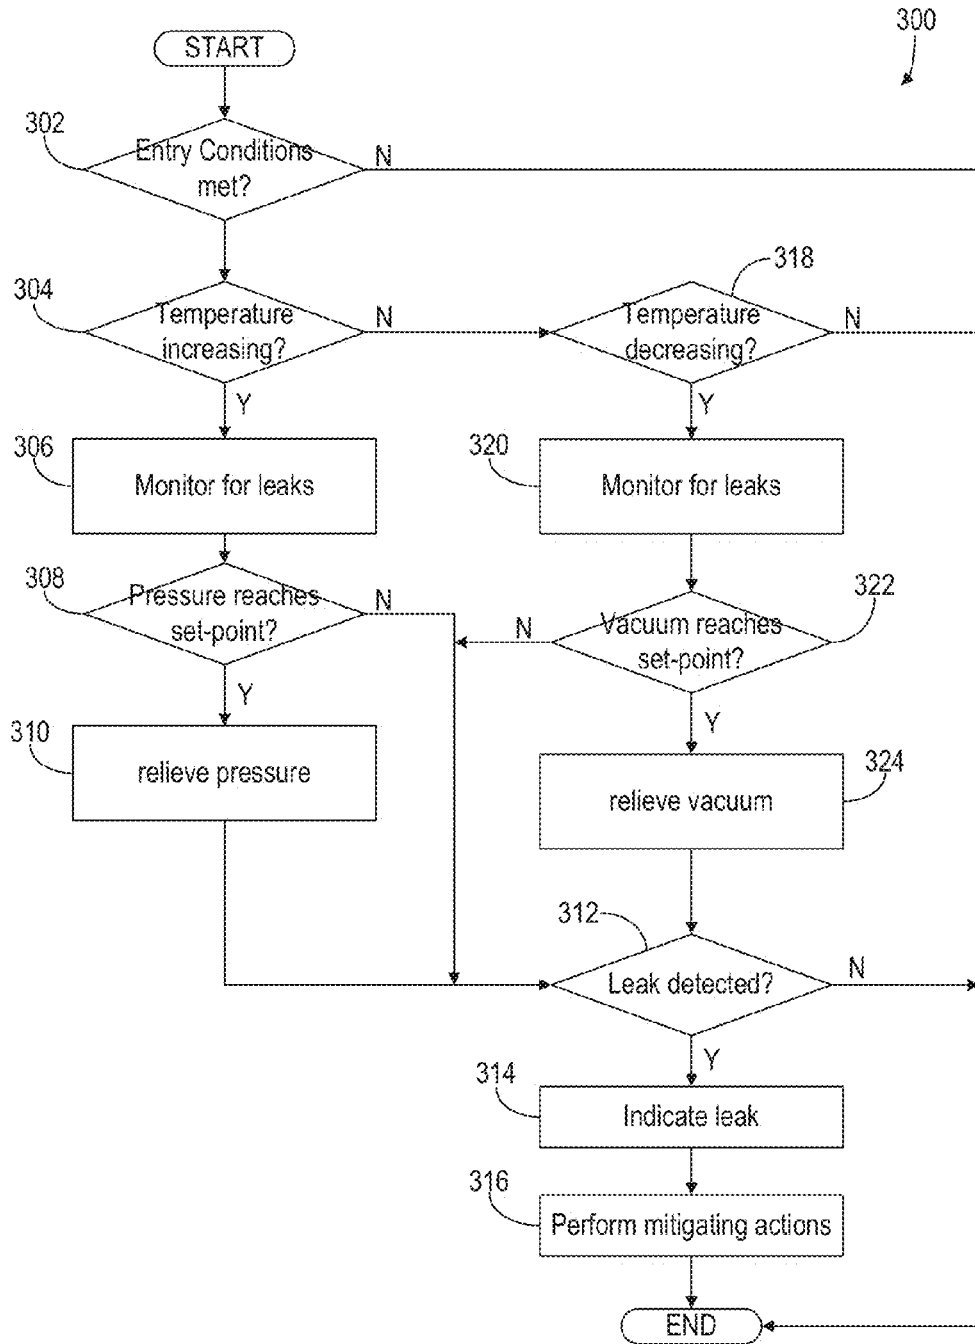 300
START
302
Entry Conditions
met?
N
304
Temperature
increasing?
N
Y
318
Temperature
decreasing?
N
Y
306
Monitor for leaks
320
Monitor for leaks
308
Pressure reaches
set-point?
N
Y
322
Vacuum reaches
set-point?
N
Y
310
relieve pressure
324
relieve vacuum
312
Leak detected?
N
Y
314
Indicate leak
316
Perform mitigating actions
END